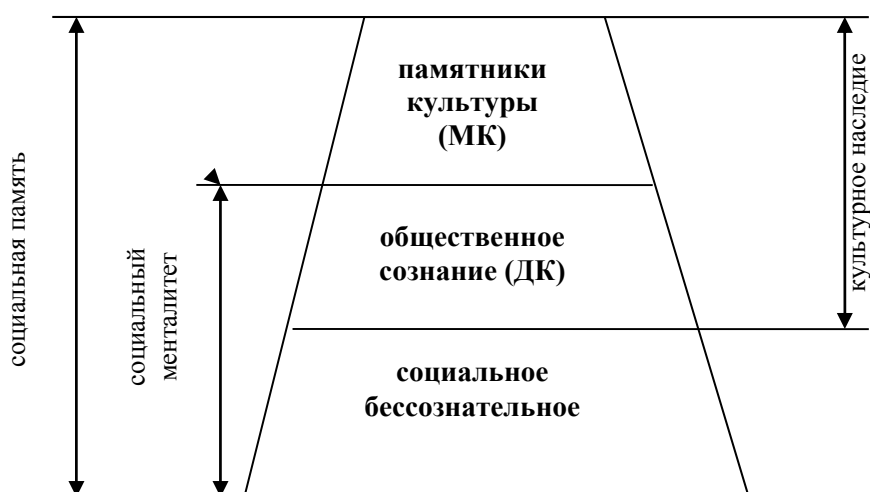 памятники
культуры
(МК)
общественное
сознание (ДК)
социальное
бессознательное
социальная память
социальный
менталитет
культурное наследие